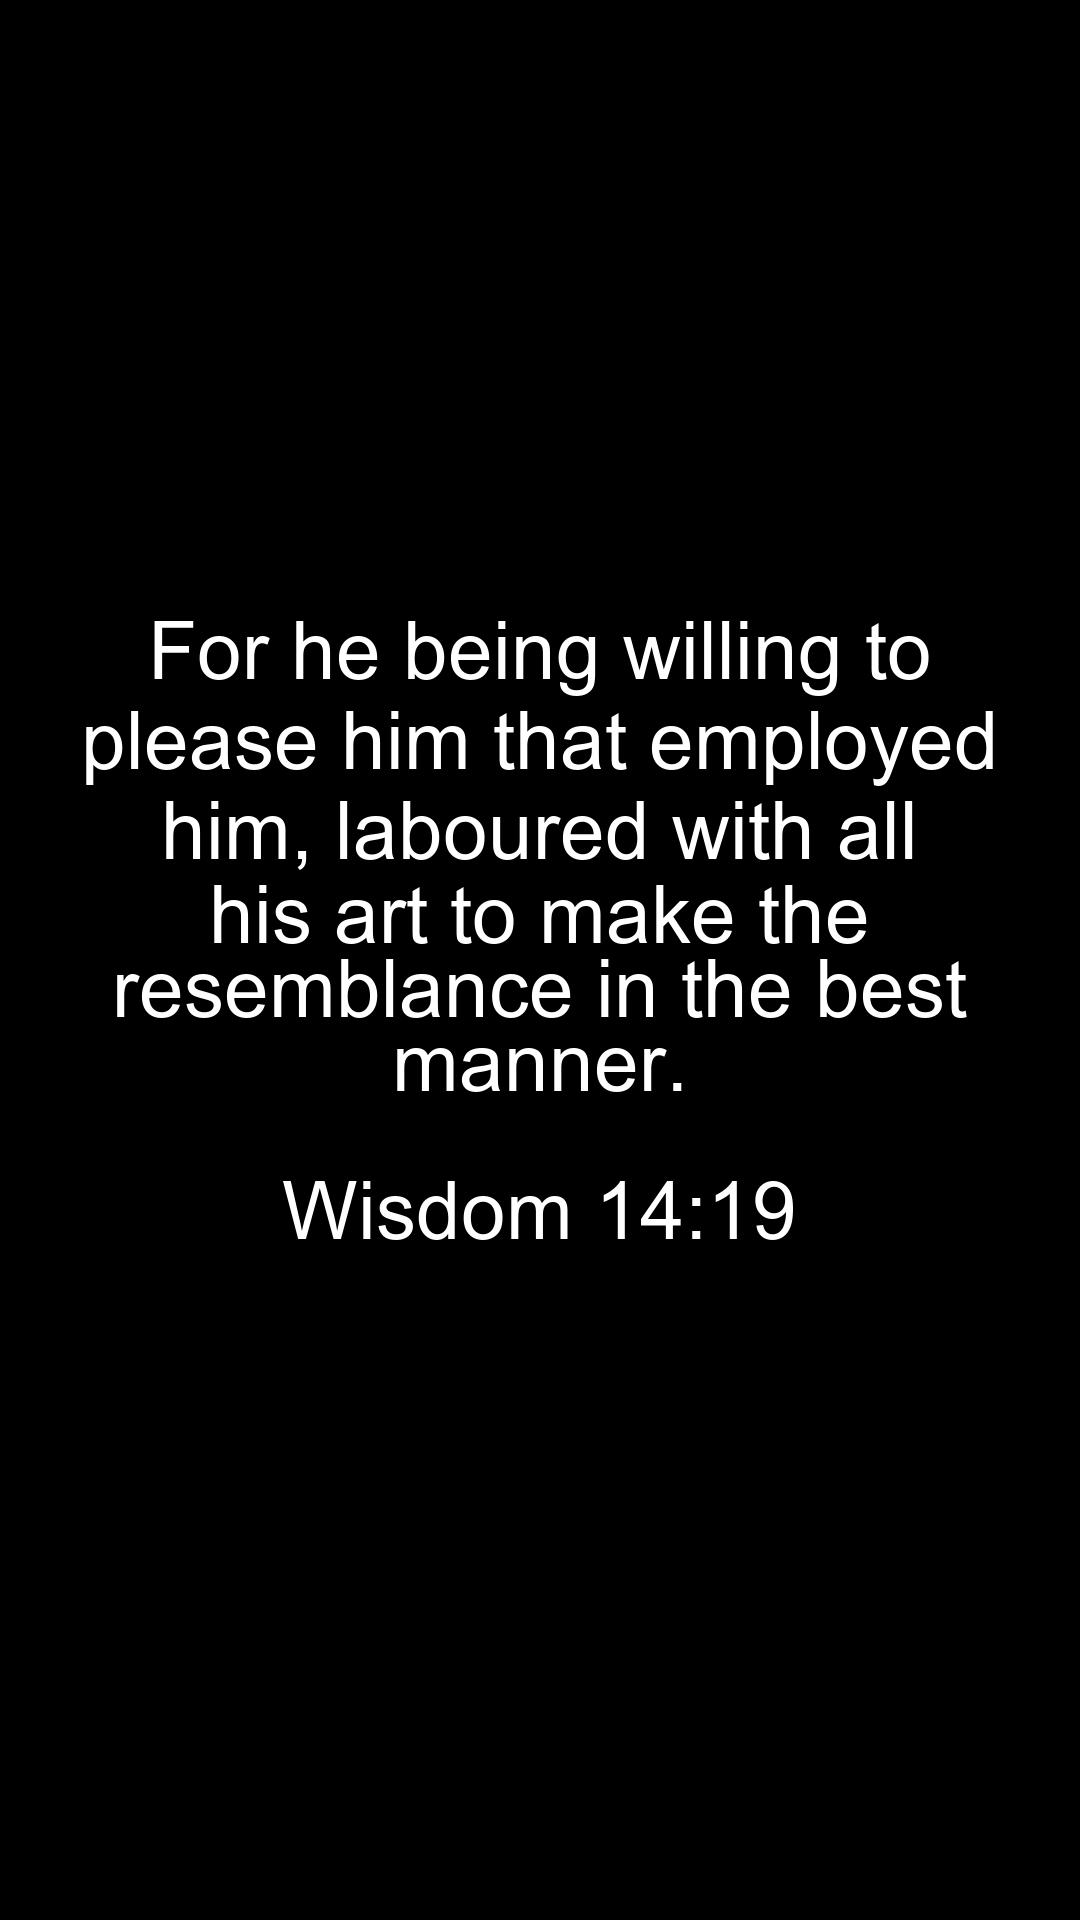 For he being willing to
please him that employed
him, laboured with all
his art to make the
resemblance in the best
manner.
Wisdom 14:19